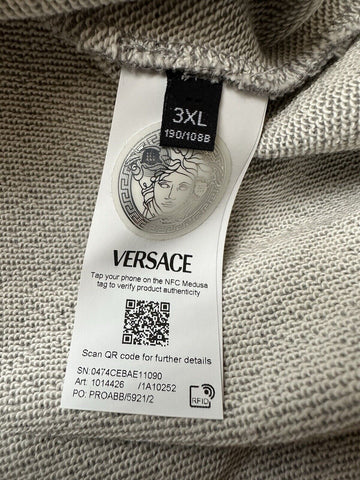 3XL
190/108B
VERSACE
Tap your phone on the NFC Medusa
tag to verify product authenticity
Scan QR code for further details
SN:0474CEBAE11090
Art. 1014426 /1A10252
PO: PROABB/5921/2
RFID